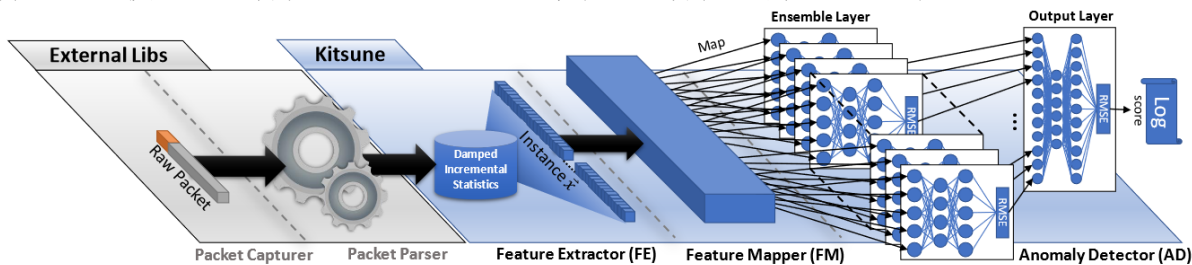 Ensemble Layer
Output Layer
External Libs
Kitsune
Map
RMSE
RMSE
RMSE
Log
score
...
Raw Packet
Damped
Incremental
Statistics
Instance x⃗
Packet Capturer
Packet Parser
Feature Extractor (FE)
Feature Mapper (FM)
Anomaly Detector (AD)